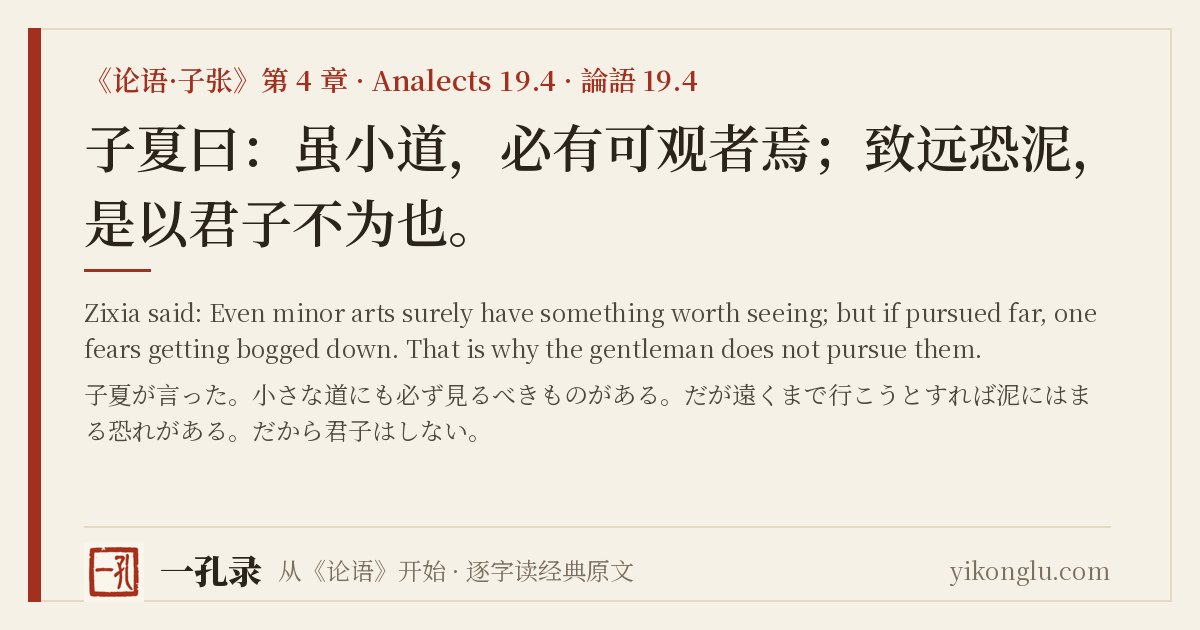 《论语·子张》第 4 章 · Analects 19.4 · 論語 19.4
子夏曰：虽小道，必有可观者焉；致远恐泥，
是以君子不为也。
Zixia said: Even minor arts surely have something worth seeing; but if pursued far, one
fears getting bogged down. That is why the gentleman does not pursue them.
子夏が言った。小さな道にも必ず見るべきものがある。だが遠くまで行こうとすれば泥にはま
る恐れがある。だから君子はしない。
一孔
一孔录 从《论语》开始 · 逐字读经典原文 yikonglu.com